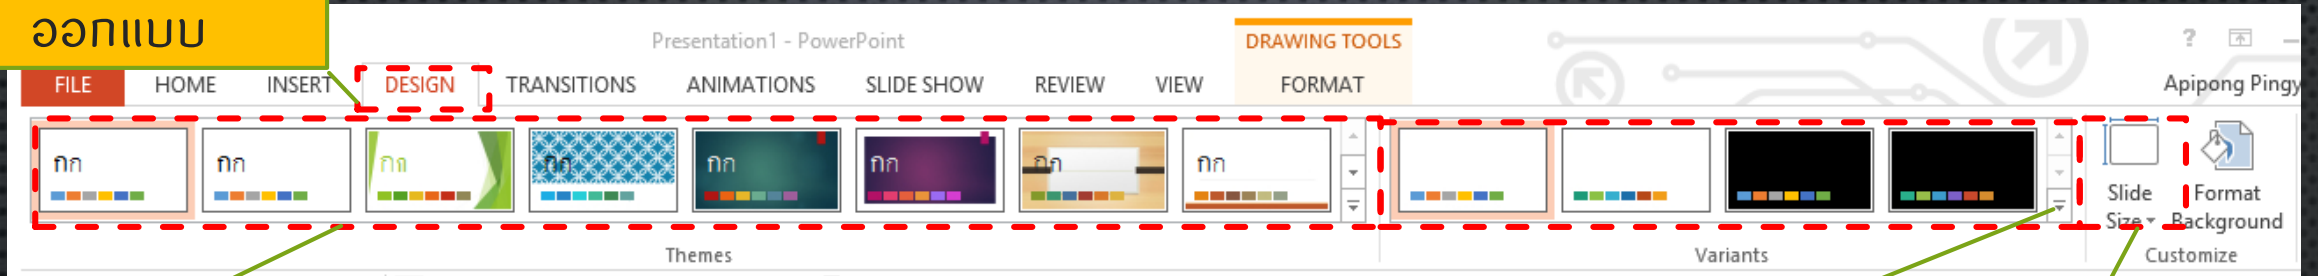 ออกแบบ
Presentation1 - PowerPoint
DRAWING TOOLS
?
FILE HOME INSERT DESIGN TRANSITIONS ANIMATIONS SLIDE SHOW REVIEW VIEW FORMAT
Apipong Pingy
กก กก กก กก กก กก กก กก
Slide Size
Format Background
Themes
Variants
Customize